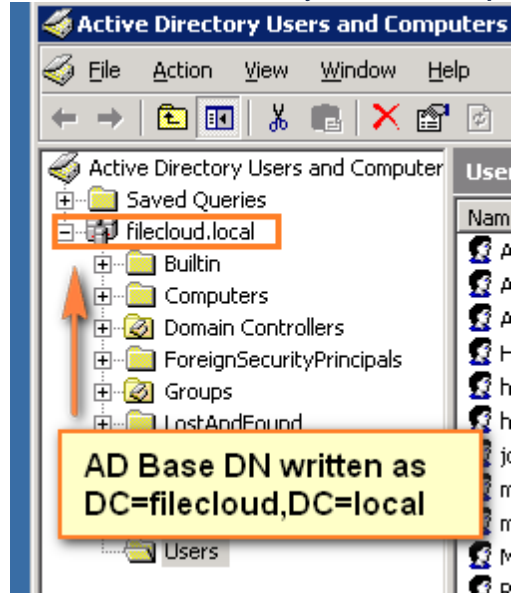 Active Directory Users and Computers
File Action View Window Help
Active Directory Users and Computer
Saved Queries
filecloud.local
Builtin
Computers
Domain Controllers
ForeignSecurityPrincipals
Groups
LostAndFound
AD Base DN written as
DC=filecloud,DC=local
Users